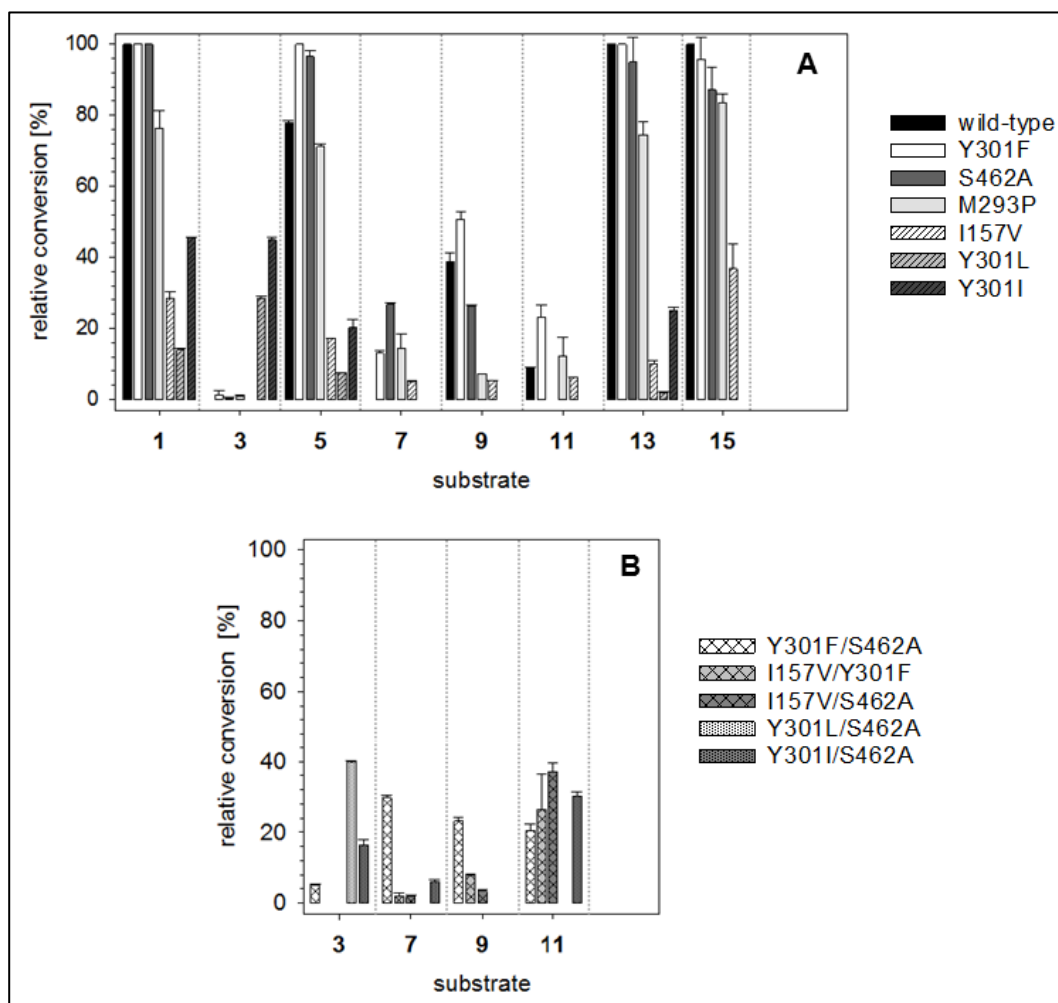 A
100
80
60
40
20
0
relative conversion [%]
1 3 5 7 9 11 13 15
substrate
wild-type
Y301F
S462A
M293P
I157V
Y301L
Y301I
B
100
80
60
40
20
0
relative conversion [%]
3 7 9 11
substrate
Y301F/S462A
I157V/Y301F
I157V/S462A
Y301L/S462A
Y301I/S462A